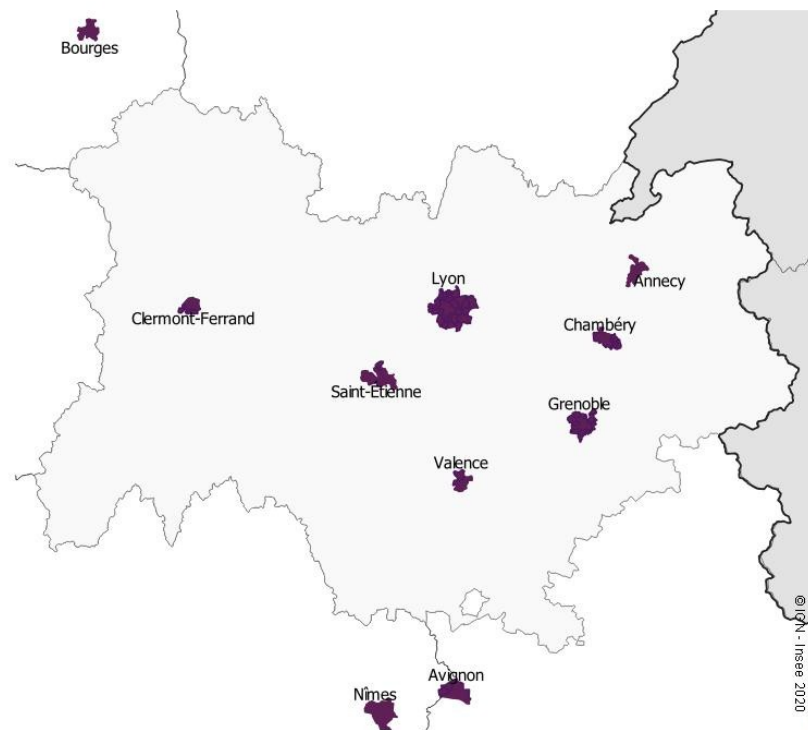 Bourges
Lyon
Annecy
Clermont-Ferrand
Chambéry
Saint-Etienne
Grenoble
Valence
Avignon
Nîmes
© IGN - Insee 2020